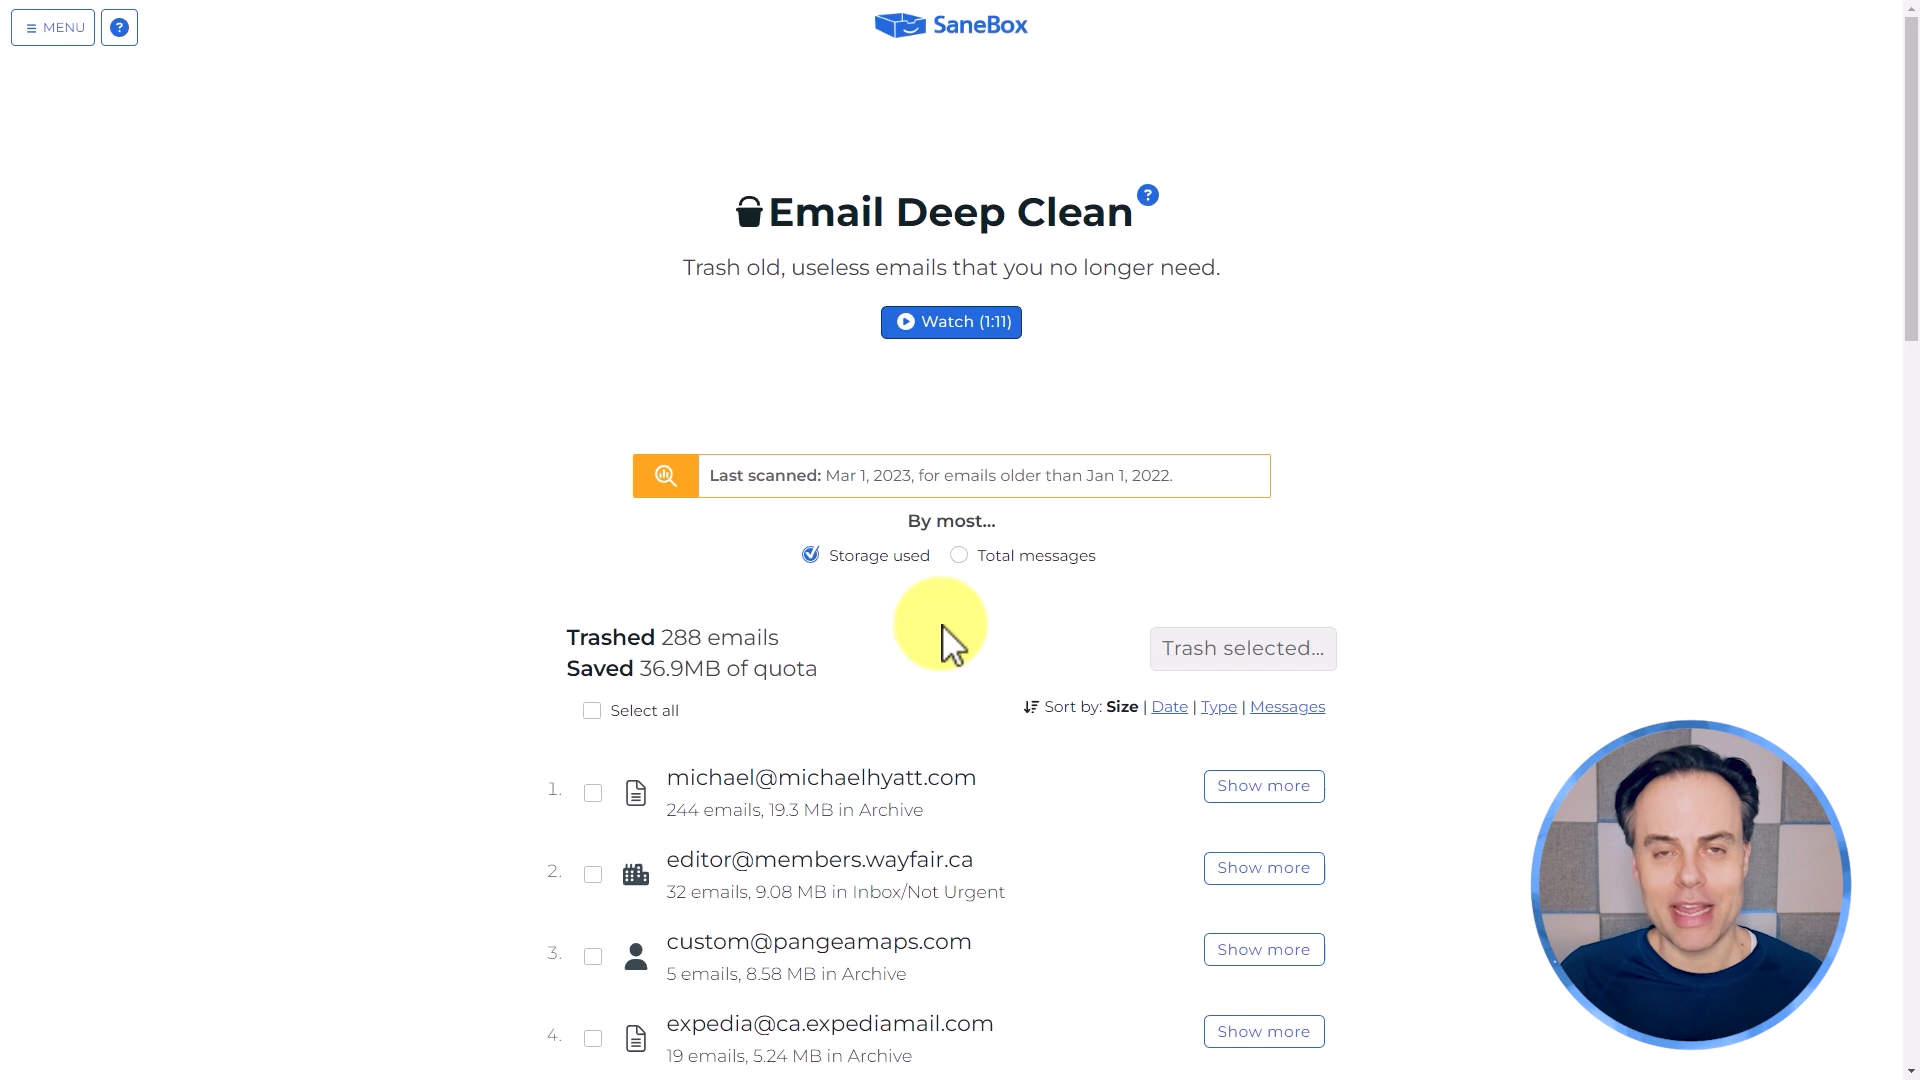 ≡ MENU
?
SaneBox
Email Deep Clean ?
Trash old, useless emails that you no longer need.
Watch (1:11)
Last scanned: Mar 1, 2023, for emails older than Jan 1, 2022.
By most...
Storage used Total messages
Trashed 288 emails
Saved 36.9MB of quota
Trash selected...
Select all
Sort by: Size | Date | Type | Messages
1. michael@michaelhyatt.com
244 emails, 19.3 MB in Archive
Show more
2. editor@members.wayfair.ca
32 emails, 9.08 MB in Inbox/Not Urgent
Show more
3. custom@pangeamaps.com
5 emails, 8.58 MB in Archive
Show more
4. expedia@ca.expediamail.com
19 emails, 5.24 MB in Archive
Show more